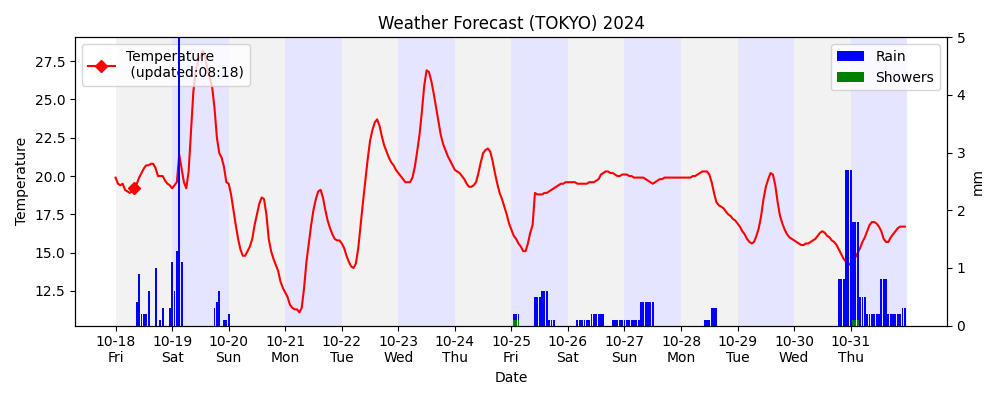 Weather Forecast (TOKYO) 2024
Temperature
(updated:08:18)
Rain
Showers
27.5
25.0
22.5
20.0
17.5
15.0
12.5
Temperature
5
4
3
2
1
0
mm
10-18 10-19 10-20 10-21 10-22 10-23 10-24 10-25 10-26 10-27 10-28 10-29 10-30 10-31
Fri Sat Sun Mon Tue Wed Thu Fri Sat Sun Mon Tue Wed Thu
Date